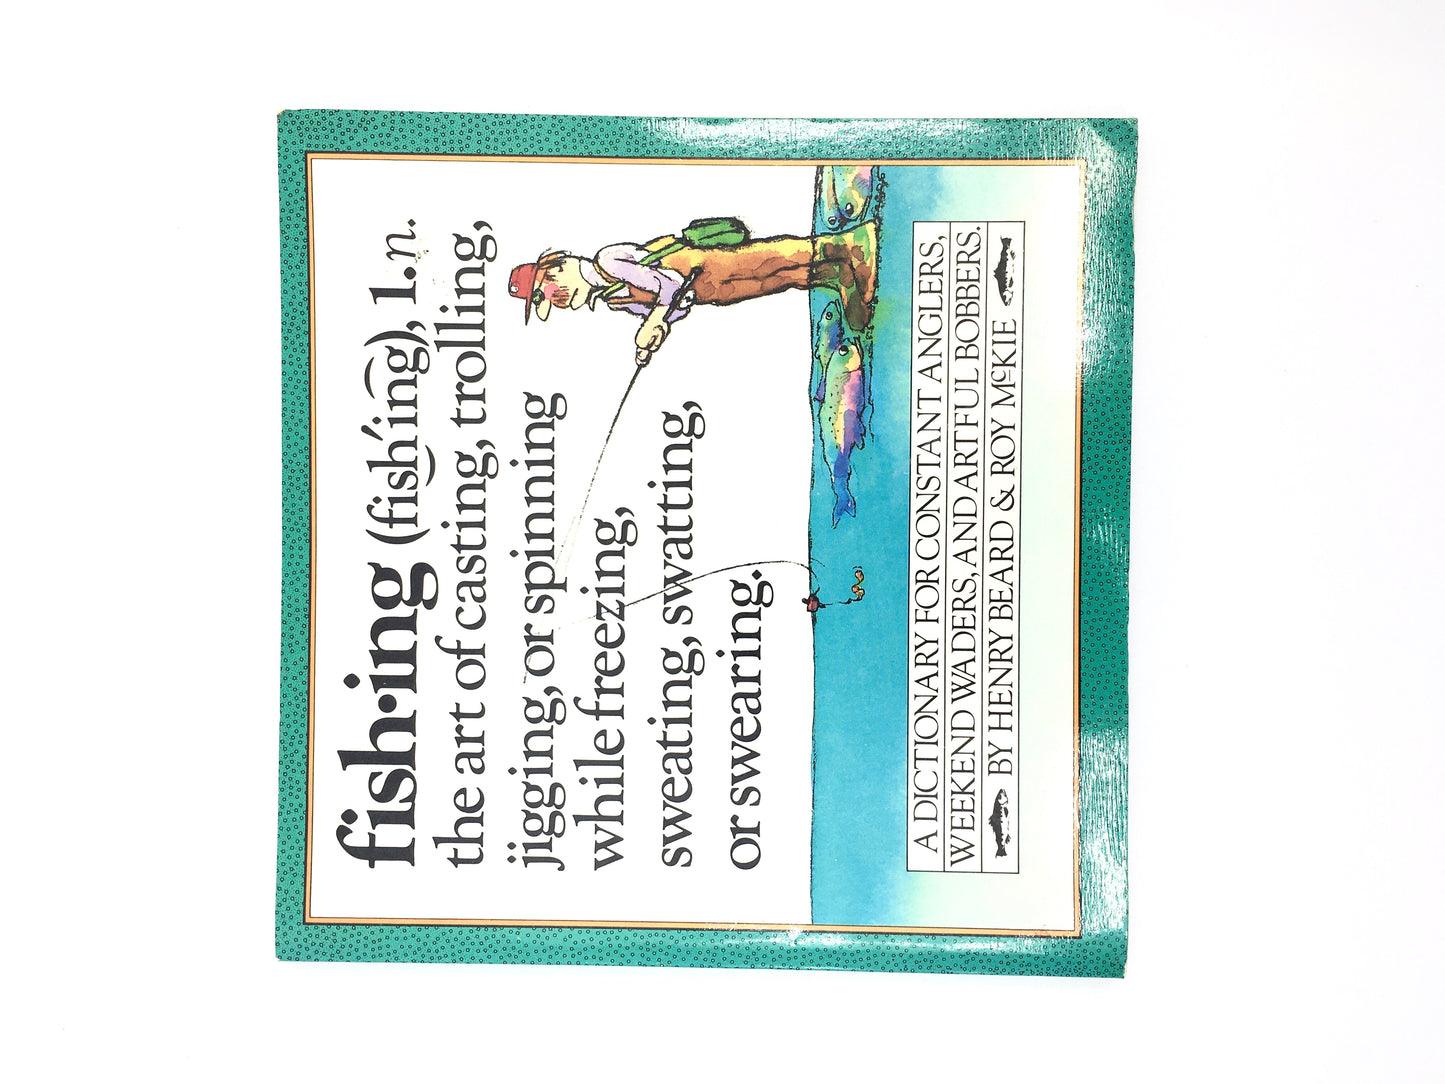 fish·ing (fish′ing), 1. n.
the art of casting, trolling,
jigging, or spinning
while freezing,
sweating, swatting,
or swearing.
A DICTIONARY FOR CONSTANT ANGLERS,
WEEKEND WADERS, AND ARTFUL BOBBERS.
BY HENRY BEARD & ROY McKIE